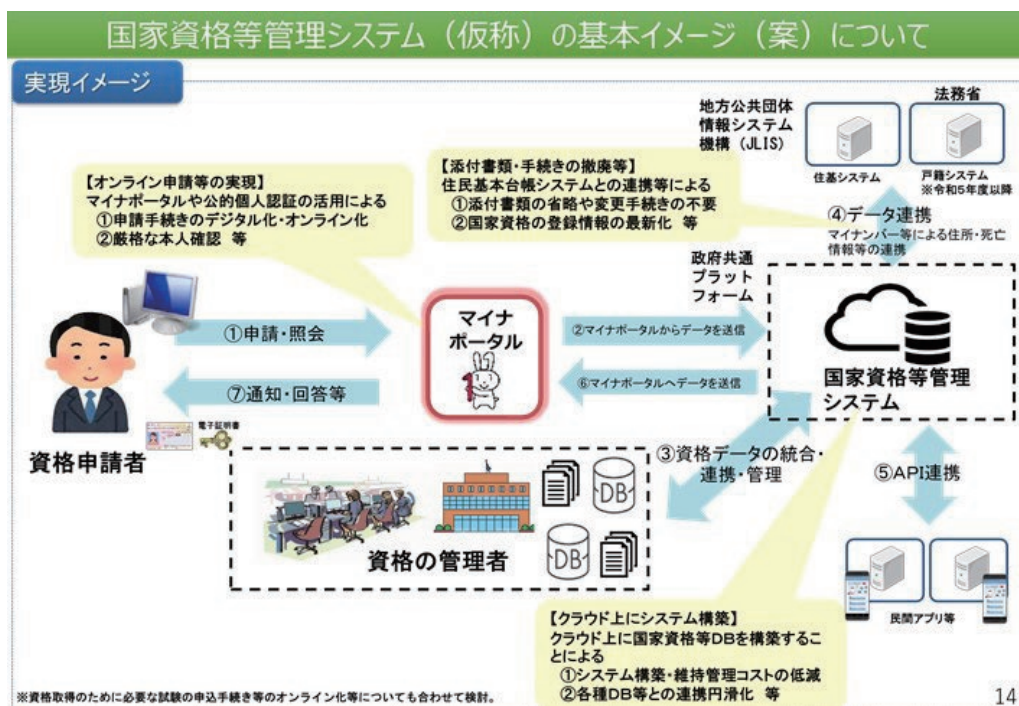 国家資格等管理システム（仮称）の基本イメージ（案）について
実現イメージ
地方公共団体
情報システム
機構（JLIS）
法務省
住基システム
戸籍システム
※令和5年度以降
【オンライン申請等の実現】
マイナポータルや公的個人認証の活用による
①申請手続きのデジタル化・オンライン化
②厳格な本人確認 等
【添付書類・手続きの撤廃等】
住民基本台帳システムとの連携等による
①添付書類の省略や変更手続きの不要
②国家資格の登録情報の最新化 等
④データ連携
マイナンバー等による住所・死亡
情報等の連携
政府共通
プラット
フォーム
①申請・照会
マイナ
ポータル
②マイナポータルからデータを送信
⑥マイナポータルへデータを送信
⑦通知・回答等
国家資格等管理
システム
電子証明書
資格申請者
③資格データの統合・
連携・管理
⑤API連携
DB
DB
資格の管理者
民間アプリ等
【クラウド上にシステム構築】
クラウド上に国家資格等DBを構築するこ
とによる
①システム構築・維持管理コストの低減
②各種DB等との連携円滑化 等
※資格取得のために必要な試験の申込手続き等のオンライン化等についても合わせて検討。
14